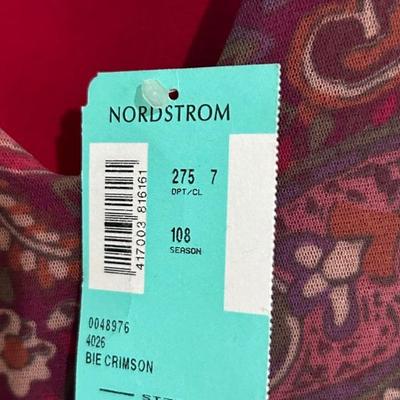 NORDSTROM
417003 816161
275 7
DPT/CL
108
SEASON
0048976
4026
BIE CRIMSON